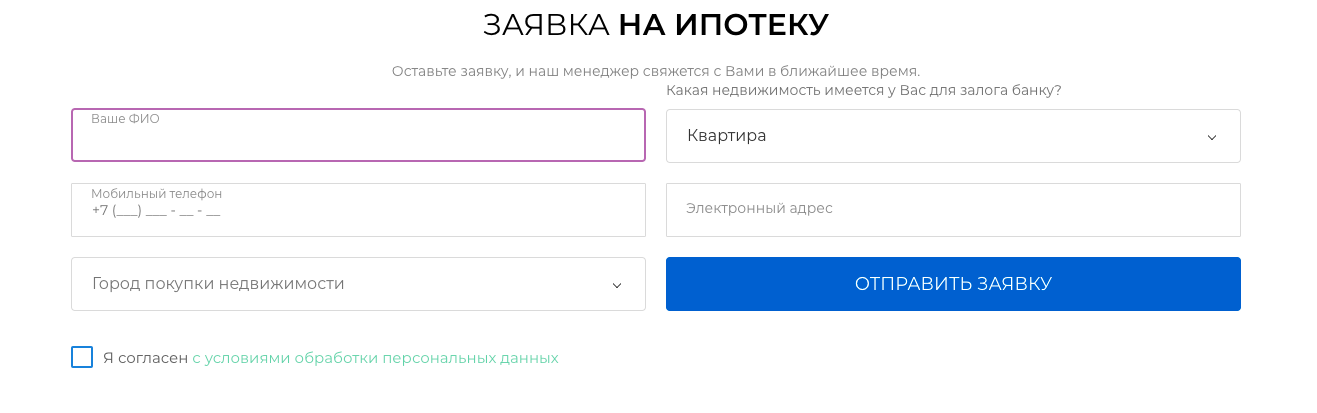 ЗАЯВКА НА ИПОТЕКУ
Оставьте заявку, и наш менеджер свяжется с Вами в ближайшее время.
Какая недвижимость имеется у Вас для залога банку?
Ваше ФИО
Квартира
Мобильный телефон
+7 (___) ___ - __ - __
Электронный адрес
Город покупки недвижимости
ОТПРАВИТЬ ЗАЯВКУ
Я согласен с условиями обработки персональных данных